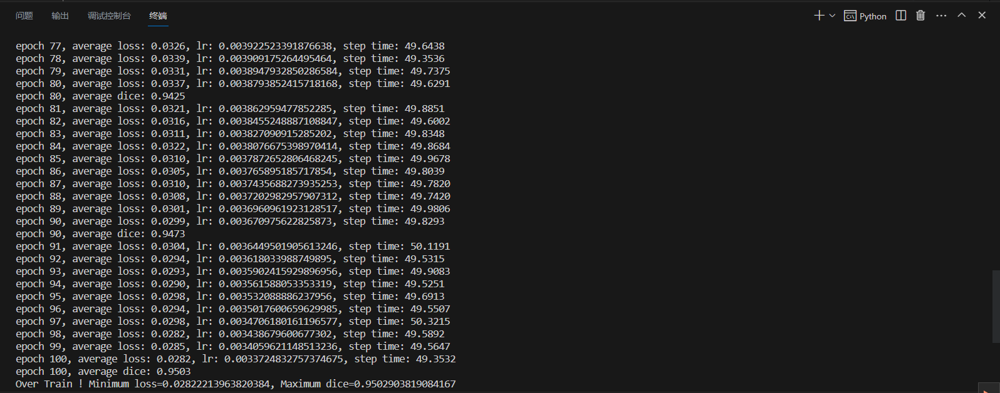 问题 输出 调试控制台 终端 Python
epoch 77, average loss: 0.0326, lr: 0.003922523391876638, step time: 49.6438
epoch 78, average loss: 0.0339, lr: 0.003909175264495464, step time: 49.3536
epoch 79, average loss: 0.0331, lr: 0.0038947932850286584, step time: 49.7375
epoch 80, average loss: 0.0337, lr: 0.0038793852415718168, step time: 49.6291
epoch 80, average dice: 0.9425
epoch 81, average loss: 0.0321, lr: 0.003862959477852285, step time: 49.8851
epoch 82, average loss: 0.0316, lr: 0.0038455248887108847, step time: 49.6002
epoch 83, average loss: 0.0311, lr: 0.003827090915285202, step time: 49.8348
epoch 84, average loss: 0.0322, lr: 0.0038076675398970414, step time: 49.8684
epoch 85, average loss: 0.0310, lr: 0.0037872652806468245, step time: 49.9678
epoch 86, average loss: 0.0305, lr: 0.003765895185717854, step time: 49.8039
epoch 87, average loss: 0.0310, lr: 0.0037435688273935253, step time: 49.7820
epoch 88, average loss: 0.0308, lr: 0.0037202982957907312, step time: 49.7420
epoch 89, average loss: 0.0301, lr: 0.0036960961923128517, step time: 49.9806
epoch 90, average loss: 0.0299, lr: 0.003670975622825873, step time: 49.8293
epoch 90, average dice: 0.9473
epoch 91, average loss: 0.0304, lr: 0.0036449501905613246, step time: 50.1191
epoch 92, average loss: 0.0294, lr: 0.003618033988749895, step time: 49.5315
epoch 93, average loss: 0.0293, lr: 0.0035902415929896956, step time: 49.9083
epoch 94, average loss: 0.0290, lr: 0.003561588053353319, step time: 49.5251
epoch 95, average loss: 0.0298, lr: 0.003532088886237956, step time: 49.6913
epoch 96, average loss: 0.0294, lr: 0.0035017600659629985, step time: 49.5507
epoch 97, average loss: 0.0298, lr: 0.0034706180161196577, step time: 50.3215
epoch 98, average loss: 0.0282, lr: 0.003438679600677302, step time: 49.5892
epoch 99, average loss: 0.0285, lr: 0.0034059621148513236, step time: 49.5647
epoch 100, average loss: 0.0282, lr: 0.0033724832757374675, step time: 49.3532
epoch 100, average dice: 0.9503
Over Train ! Minimum loss=0.02822213963820384, Maximum dice=0.9502903819084167